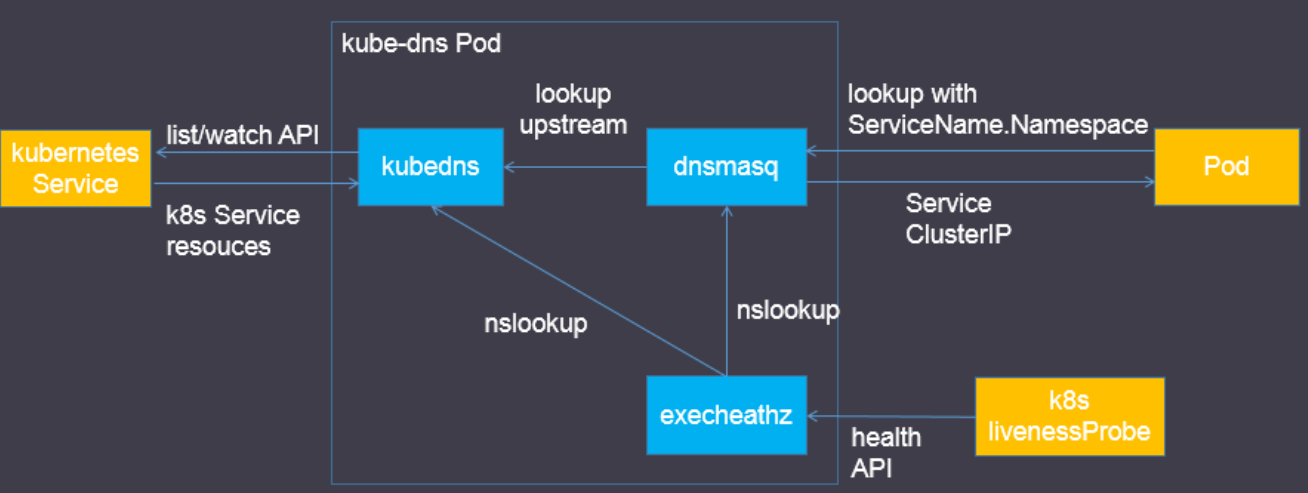 kube-dns Pod
lookup
upstream
lookup with
ServiceName.Namespace
list/watch API
kubernetes
Service
kubedns
dnsmasq
Pod
k8s Service
resouces
Service
ClusterIP
nslookup
nslookup
execheathz
k8s
livenessProbe
health
API